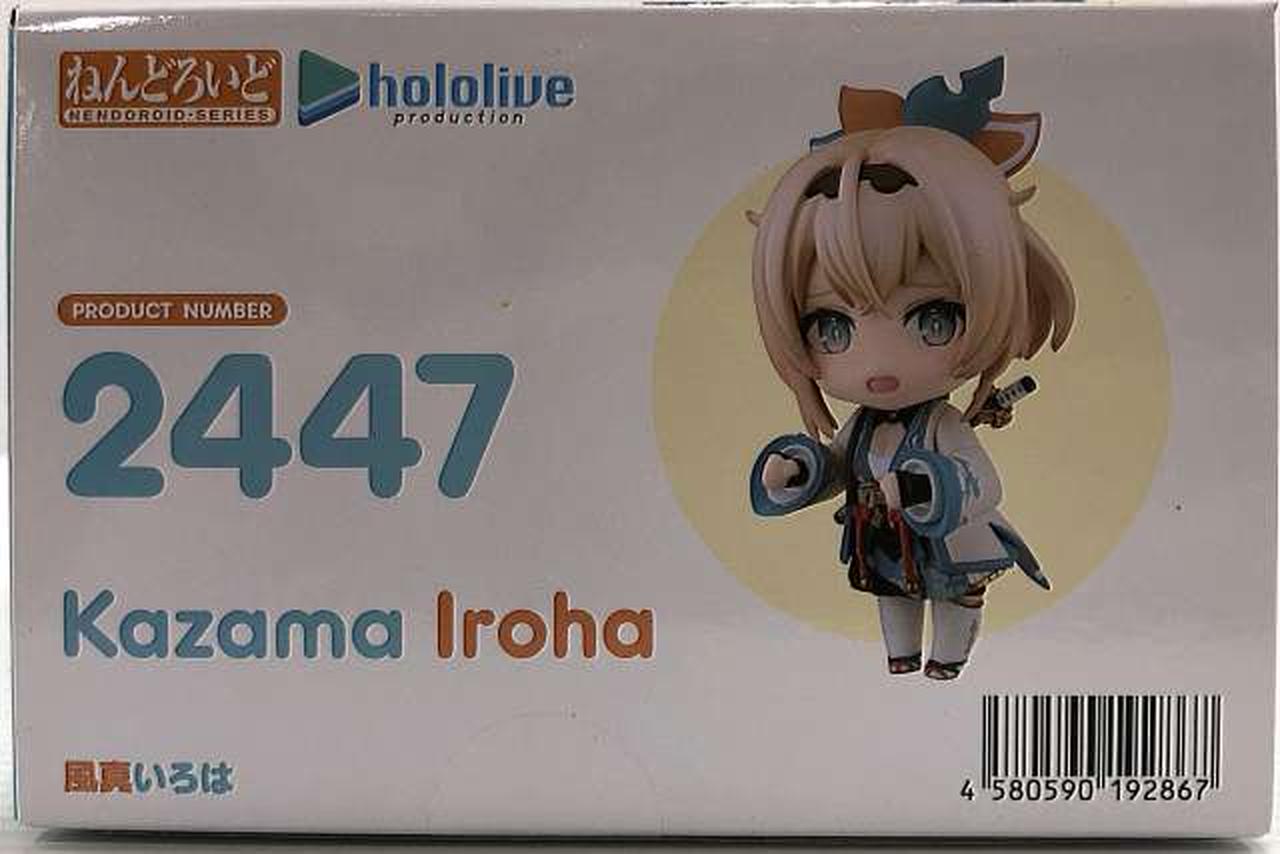 ねんどろいど
NENDOROID・SERIES
hololive
production
PRODUCT NUMBER
2447
Kazama Iroha
風真いろは
4 580590 192867